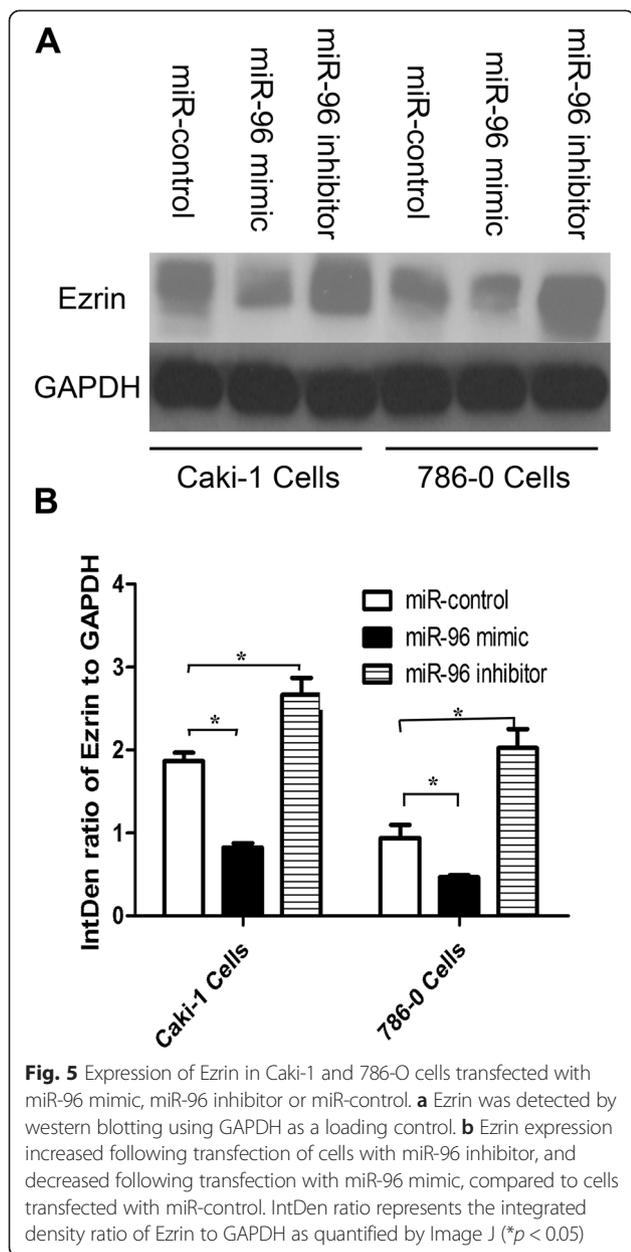 A
miR-control
miR-96 mimic
miR-96 inhibitor
miR-control
miR-96 mimic
miR-96 inhibitor
Ezrin
GAPDH
Caki-1 Cells
786-0 Cells
B
IntDen ratio of Ezrin to GAPDH
4
3
2
1
0
miR-control
miR-96 mimic
miR-96 inhibitor
*
*
*
*
Caki-1 Cells
786-0 Cells
Fig. 5 Expression of Ezrin in Caki-1 and 786-O cells transfected with
miR-96 mimic, miR-96 inhibitor or miR-control. a Ezrin was detected by
western blotting using GAPDH as a loading control. b Ezrin expression
increased following transfection of cells with miR-96 inhibitor, and
decreased following transfection with miR-96 mimic, compared to cells
transfected with miR-control. IntDen ratio represents the integrated
density ratio of Ezrin to GAPDH as quantified by Image J (*p < 0.05)